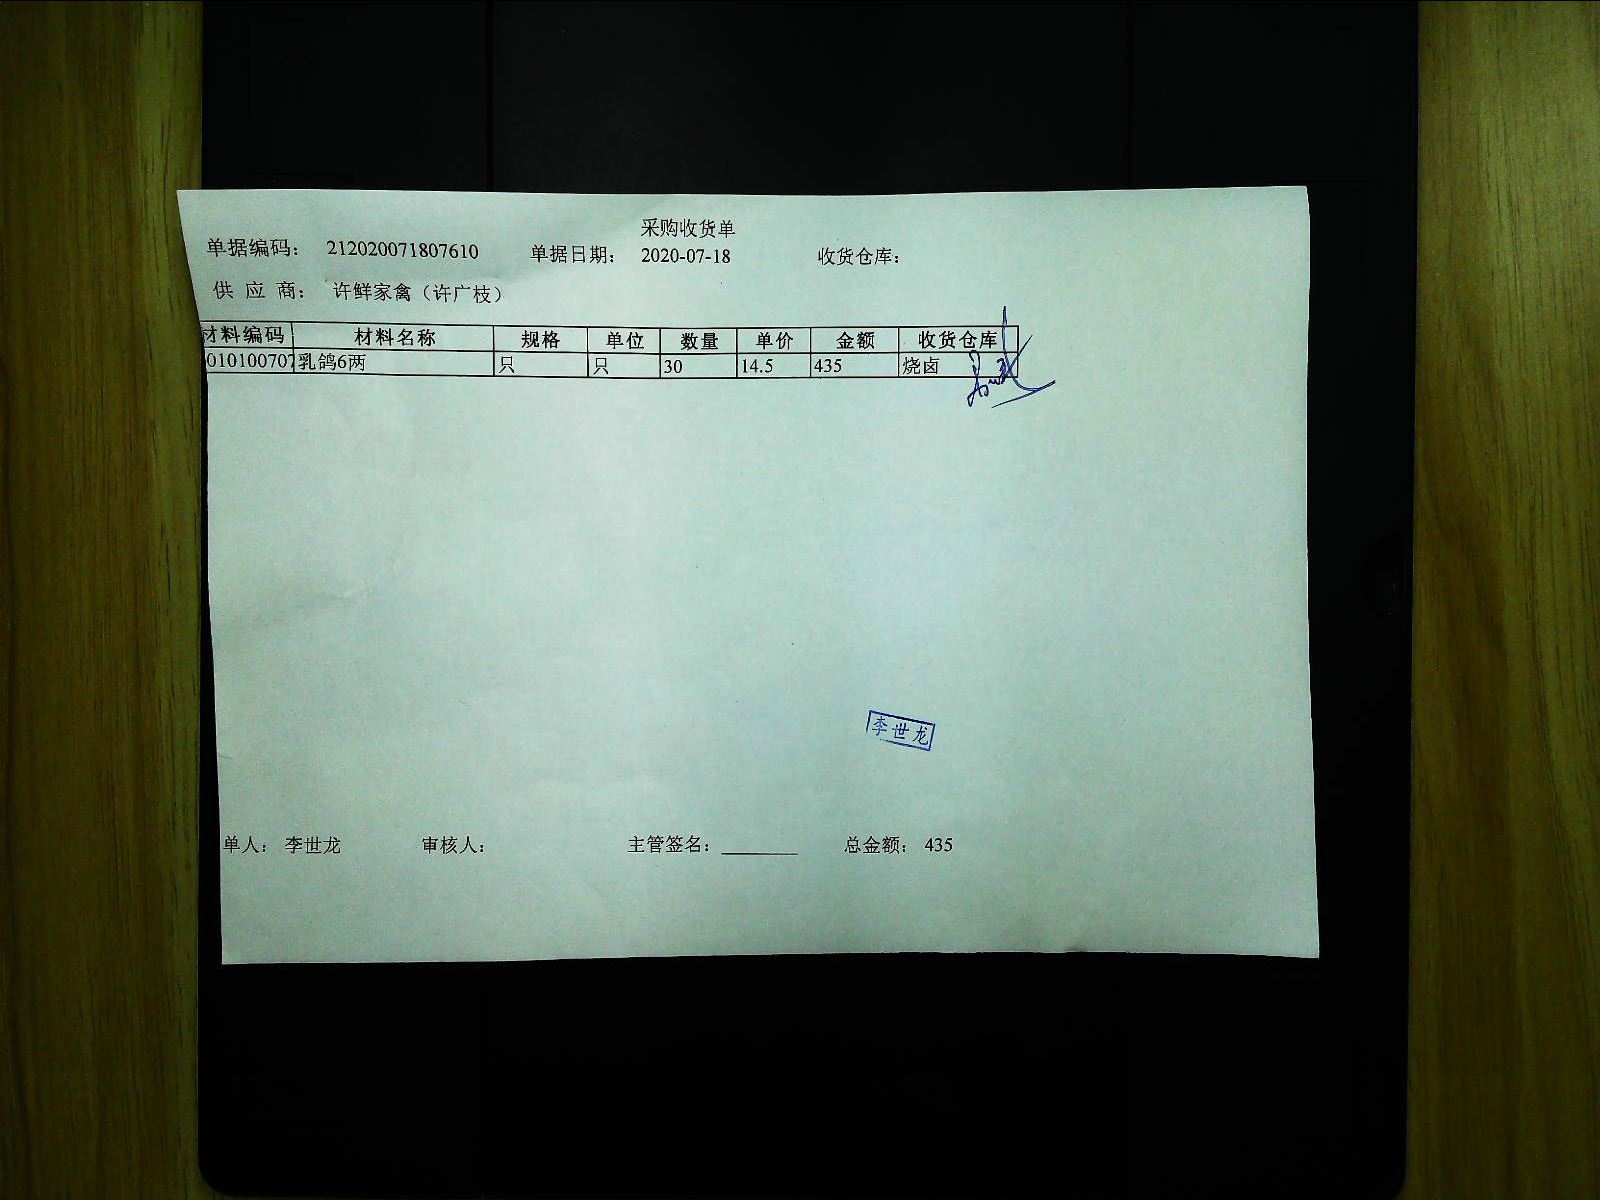 采购收货单
单据编码： 212020071807610 单据日期： 2020-07-18 收货仓库：
供 应 商： 许鲜家禽（许广枝）
材料编码 材料名称 规格 单位 数量 单价 金额 收货仓库
010100707 乳鸽6两 只 只 30 14.5 435 烧卤
李世龙
单人： 李世龙 审核人： 主管签名：________ 总金额： 435